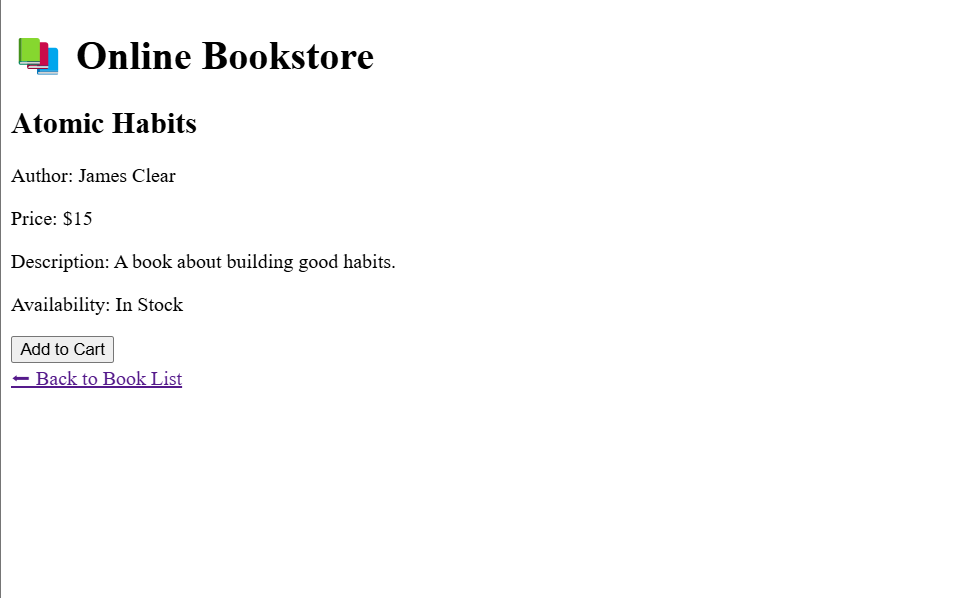 Online Bookstore
Atomic Habits
Author: James Clear
Price: $15
Description: A book about building good habits.
Availability: In Stock
Add to Cart
← Back to Book List